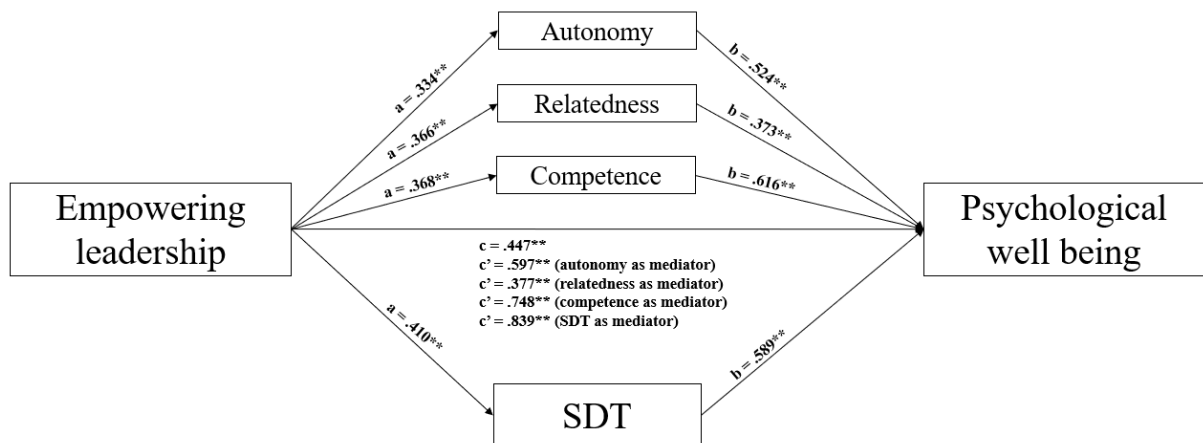 Autonomy
a = .334**
b = .524**
Relatedness
a = .366**
b = .373**
Competence
a = .368**
b = .616**
Empowering
leadership
Psychological
well being
c = .447**
c’ = .597** (autonomy as mediator)
c’ = .377** (relatedness as mediator)
c’ = .748** (competence as mediator)
c’ = .839** (SDT as mediator)
a = .410**
b = .589**
SDT